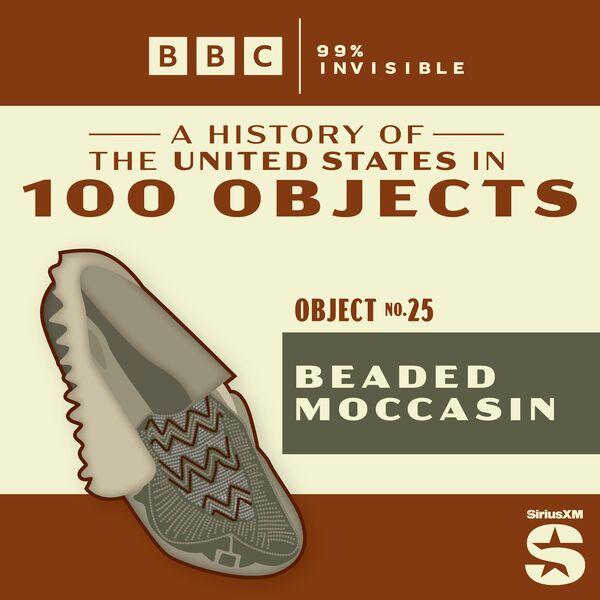 BBC
99%
INVISIBLE
A HISTORY OF
THE UNITED STATES IN
100 OBJECTS
OBJECT NO.25
BEADED
MOCCASIN
SiriusXM
S